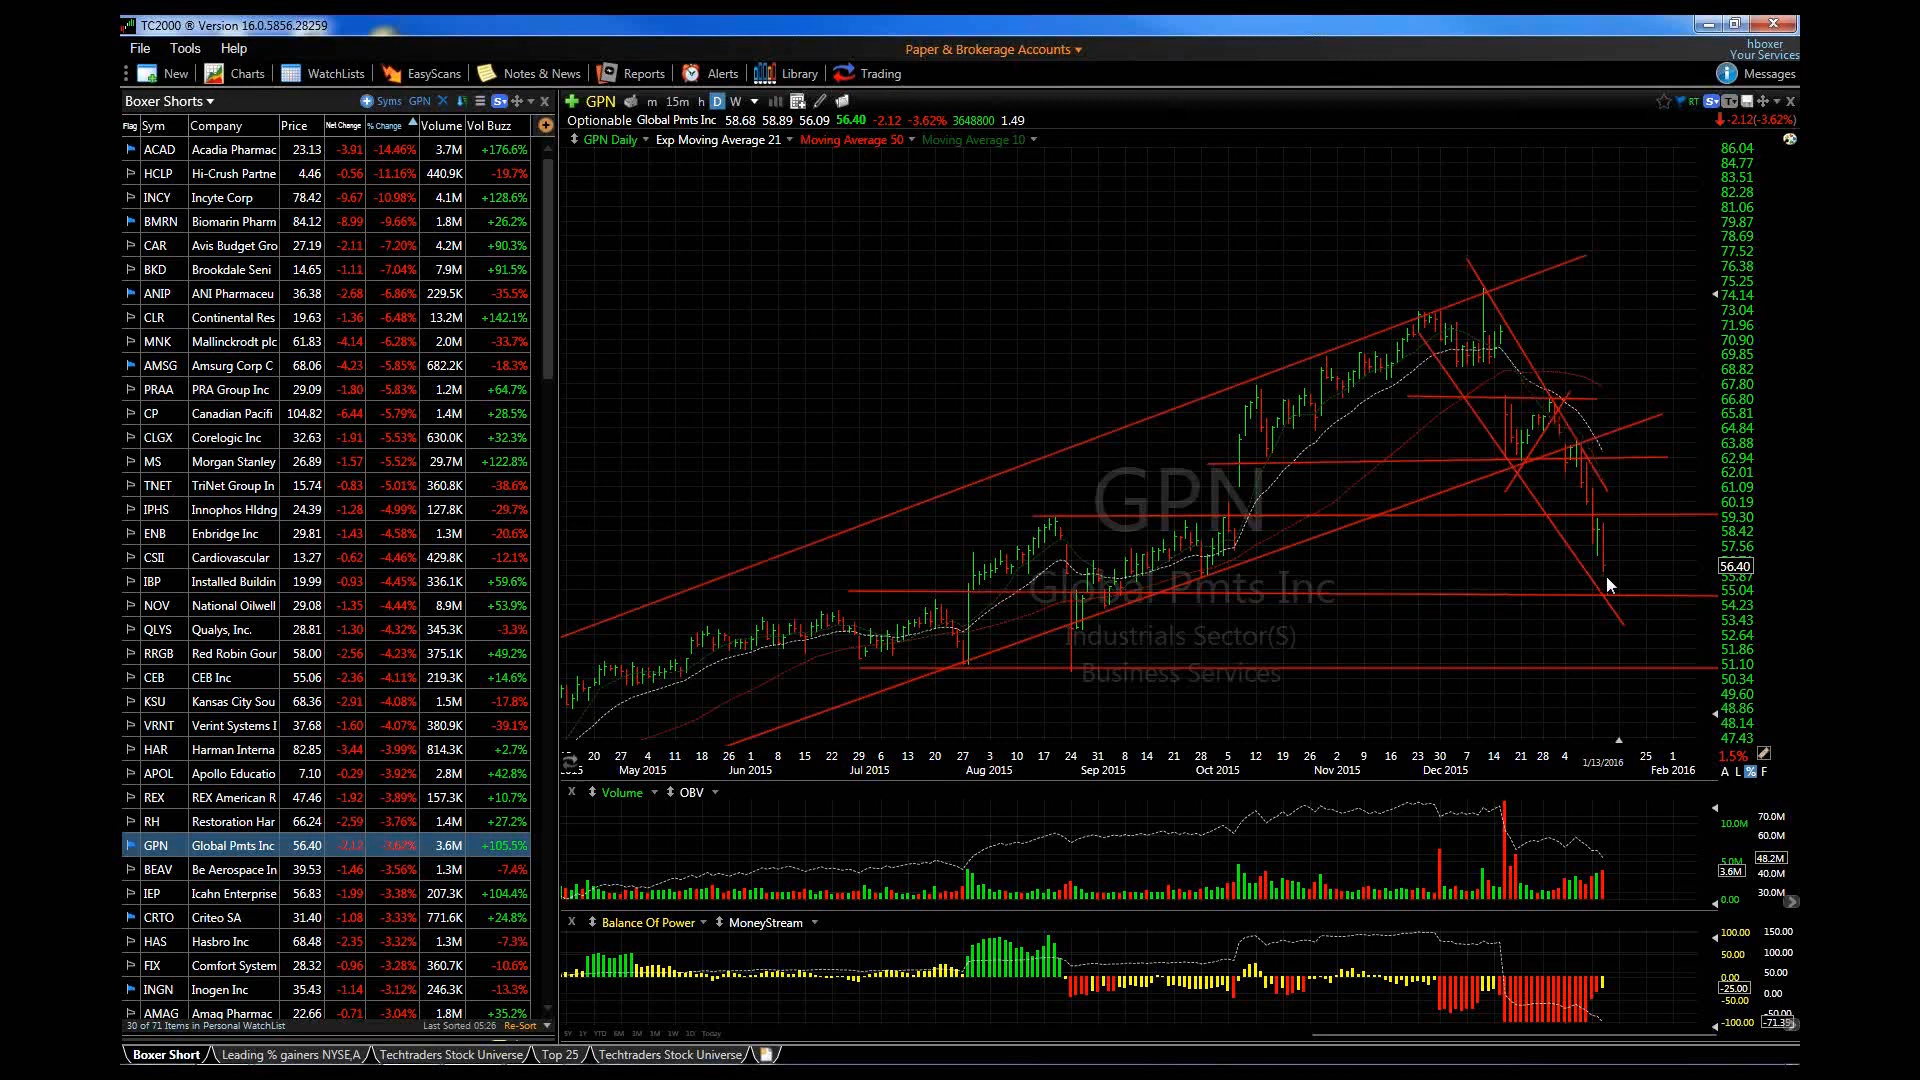 TC2000 ® Version 16.0.5856.28259
File Tools Help
Paper & Brokerage Accounts
hboxer
Your Services
New Charts WatchLists EasyScans Notes & News Reports Alerts Library Trading Messages
Boxer Shorts Syms GPN
Flag Sym Company Price Net Change % Change Volume Vol Buzz
ACAD Acadia Pharmac 23.13 -3.91 -14.46% 3.7M +176.6%
HCLP Hi-Crush Partne 4.46 -0.56 -11.16% 440.9K -19.7%
INCY Incyte Corp 78.42 -9.67 -10.98% 4.1M +128.6%
BMRN Biomarin Pharm 84.12 -8.99 -9.66% 1.8M +26.2%
CAR Avis Budget Gro 27.19 -2.11 -7.20% 4.2M +90.3%
BKD Brookdale Seni 14.65 -1.11 -7.04% 7.9M +91.5%
ANIP ANI Pharmaceu 36.38 -2.68 -6.86% 229.5K -35.5%
CLR Continental Res 19.63 -1.36 -6.48% 13.2M +142.1%
MNK Mallinckrodt plc 61.83 -4.14 -6.28% 2.0M -33.7%
AMSG Amsurg Corp C 68.06 -4.23 -5.85% 682.2K -18.3%
PRAA PRA Group Inc 29.09 -1.80 -5.83% 1.2M +64.7%
CP Canadian Pacifi 104.82 -6.44 -5.79% 1.4M +28.5%
CLGX Corelogic Inc 32.63 -1.91 -5.53% 630.0K +32.3%
MS Morgan Stanley 26.89 -1.57 -5.52% 29.7M +122.8%
TNET TriNet Group In 15.74 -0.83 -5.01% 360.8K -38.6%
IPHS Innophos Hldng 24.39 -1.28 -4.99% 127.8K -29.7%
ENB Enbridge Inc 29.81 -1.43 -4.58% 1.3M -20.6%
CSII Cardiovascular 13.27 -0.62 -4.46% 429.8K -12.1%
IBP Installed Buildin 19.99 -0.93 -4.45% 336.1K +59.6%
NOV National Oilwell 29.08 -1.35 -4.44% 8.9M +53.9%
QLYS Qualys, Inc. 28.81 -1.30 -4.32% 345.3K -3.3%
RRGB Red Robin Gour 58.00 -2.56 -4.23% 375.1K +49.2%
CEB CEB Inc 55.06 -2.36 -4.11% 219.3K +14.6%
KSU Kansas City Sou 68.36 -2.91 -4.08% 1.5M -17.8%
VRNT Verint Systems I 37.68 -1.60 -4.07% 380.9K -39.1%
HAR Harman Interna 82.85 -3.44 -3.99% 814.3K +2.7%
APOL Apollo Educatio 7.10 -0.29 -3.92% 2.8M +42.8%
REX REX American R 47.46 -1.92 -3.89% 157.3K +10.7%
RH Restoration Har 66.24 -2.59 -3.76% 1.4M +27.2%
GPN Global Pmts Inc 56.40 -2.12 -3.62% 3.6M +105.5%
BEAV Be Aerospace In 39.53 -1.46 -3.56% 1.3M -7.4%
IEP Icahn Enterprise 56.83 -1.99 -3.38% 207.3K +104.4%
CRTO Criteo SA 31.40 -1.08 -3.33% 771.6K +24.8%
HAS Hasbro Inc 68.48 -2.35 -3.32% 1.3M -7.3%
FIX Comfort System 28.32 -0.96 -3.28% 360.7K -10.6%
INGN Inogen Inc 35.43 -1.14 -3.12% 246.3K -13.3%
AMAG Amag Pharmac 22.66 -0.71 -3.04% 1.8M +35.2%
30 of 71 Items in Personal WatchList Last Sorted 05:26 Re-Sort
Boxer Short Leading % gainers NYSE,A Techtraders Stock Universe Top 25 Techtraders Stock Universe
GPN m 15m h D W RT S T
Optionable Global Pmts Inc 58.68 58.89 56.09 56.40 -2.12 -3.62% 3648800 1.49 -2.12(-3.62%)
GPN Daily Exp Moving Average 21 Moving Average 50 Moving Average 10
GPN
Global Pmts Inc
Industrials Sector(S)
Business Services
86.04
84.77
83.51
82.28
81.06
79.87
78.69
77.52
76.38
75.25
74.14
73.04
71.96
70.90
69.85
68.82
67.80
66.80
65.81
64.84
63.88
62.94
62.01
61.09
60.19
59.30
58.42
57.56
56.40
55.87
55.04
54.23
53.43
52.64
51.86
51.10
50.34
49.60
48.86
48.14
47.43
20 27 4 11 18 26 1 8 15 22 29 6 13 20 27 3 10 17 24 31 8 14 21 28 5 12 19 26 2 9 16 23 30 7 14 21 28 4 1/13/2016 25 1
May 2015 Jun 2015 Jul 2015 Aug 2015 Sep 2015 Oct 2015 Nov 2015 Dec 2015 Feb 2016
1.5%
A L % F
Volume OBV
10.0M
5.0M
3.6M
0.00
70.0M
60.0M
48.2M
40.0M
30.0M
Balance Of Power MoneyStream
100.00
50.00
0.00
-25.00
-50.00
-100.00
150.00
100.00
50.00
0.00
-50.00
-71.39
5Y 1Y YTD 6M 3M 1M 1W 1D Today